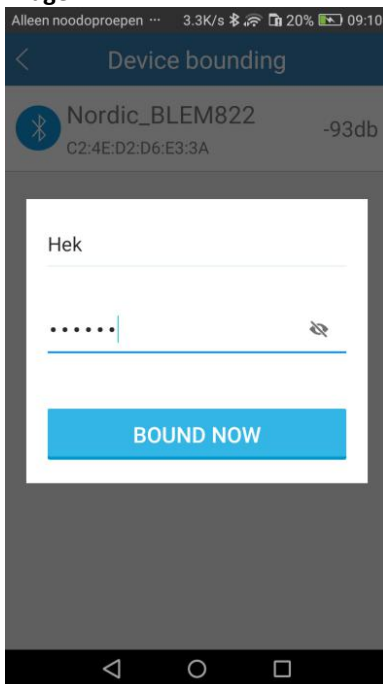 Alleen noodoproepen ··· 3.3K/s 20% 09:10
Device bounding
Nordic_BLEM822
-93db
C2:4E:D2:D6:E3:3A
Hek
••••••
BOUND NOW